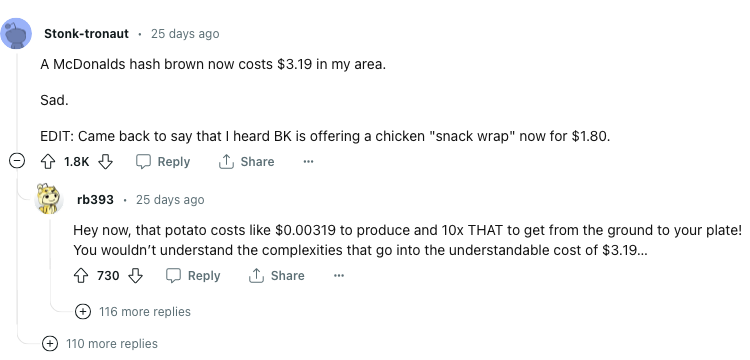 Stonk-tronaut · 25 days ago
A McDonalds hash brown now costs $3.19 in my area.
Sad.
EDIT: Came back to say that I heard BK is offering a chicken "snack wrap" now for $1.80.
1.8K Reply Share ···
rb393 · 25 days ago
Hey now, that potato costs like $0.00319 to produce and 10x THAT to get from the ground to your plate!
You wouldn’t understand the complexities that go into the understandable cost of $3.19...
730 Reply Share ···
116 more replies
110 more replies